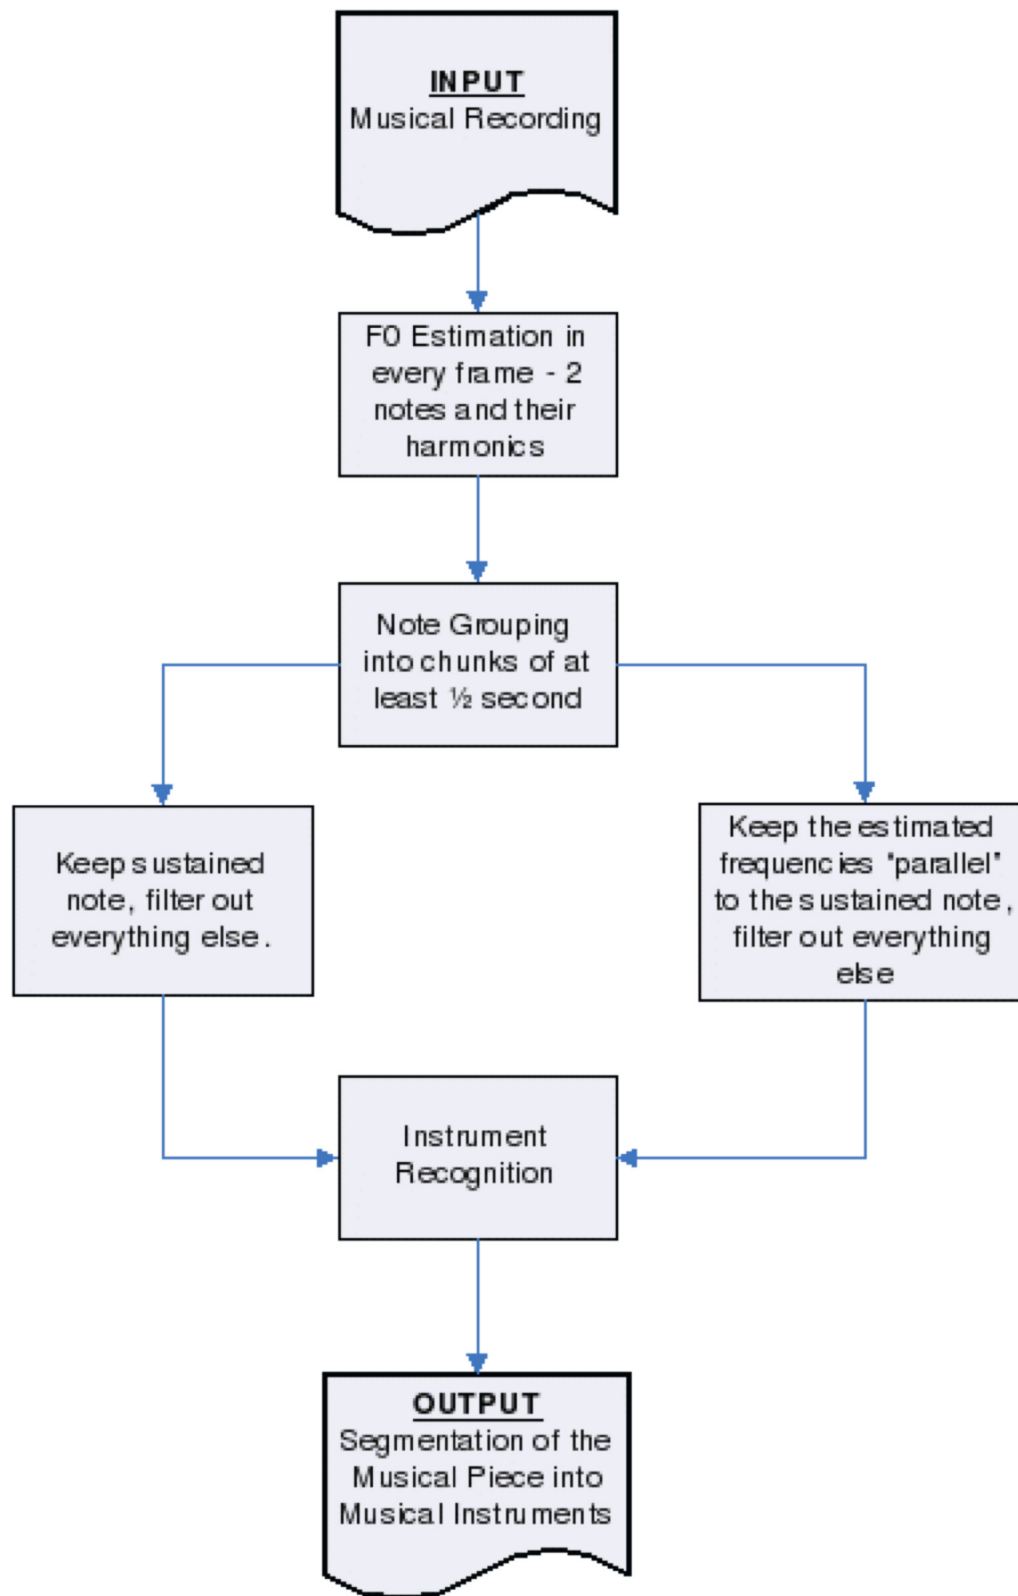 INPUT
Musical Recording
F0 Estimation in
every frame - 2
notes and their
harmonics
Note Grouping
into chunks of at
least ½ second
Keep sustained
note, filter out
everything else.
Keep the estimated
frequencies "parallel"
to the sustained note,
filter out everything
else
Instrument
Recognition
OUTPUT
Segmentation of the
Musical Piece into
Musical Instruments